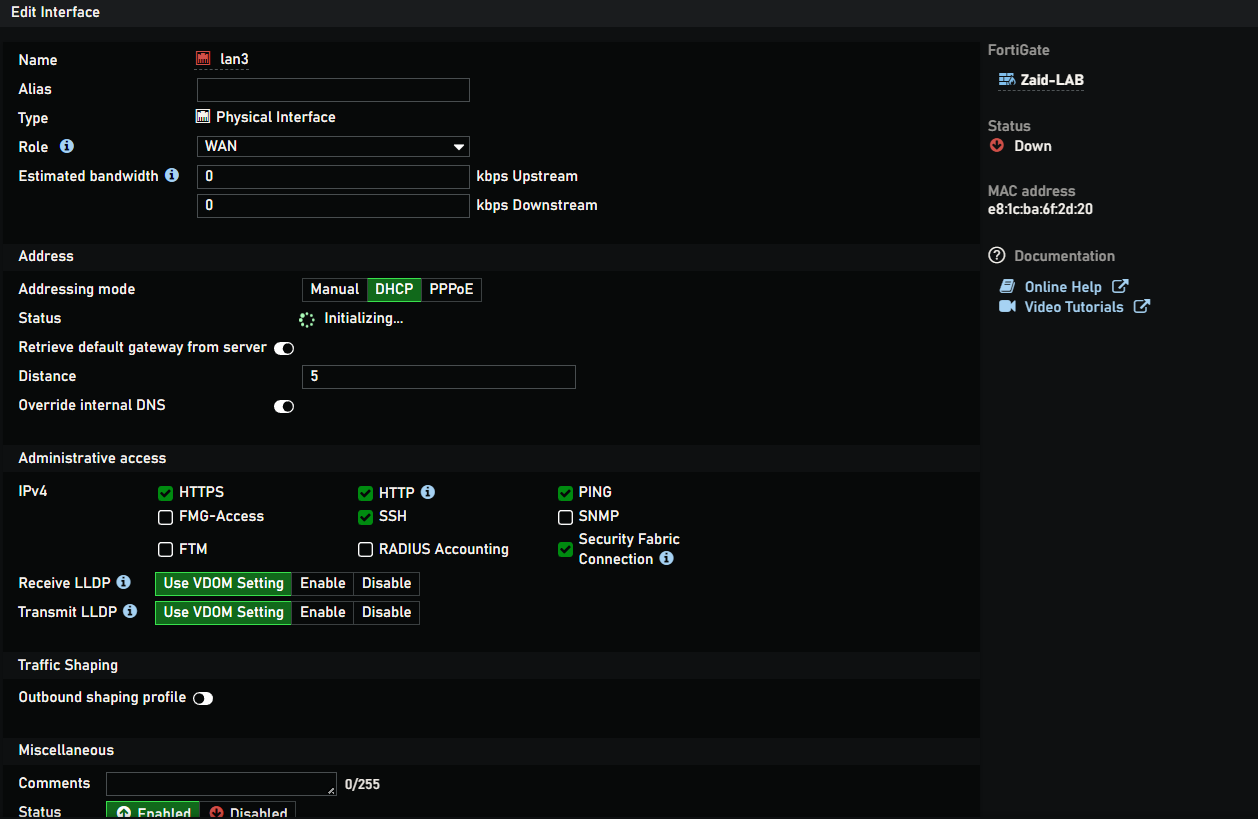 Edit Interface
Name lan3
Alias
Type Physical Interface
Role WAN
Estimated bandwidth 0 kbps Upstream
0 kbps Downstream
Address
Addressing mode Manual DHCP PPPoE
Status Initializing...
Retrieve default gateway from server
Distance 5
Override internal DNS
Administrative access
IPv4 HTTPS HTTP PING
FMG-Access SSH SNMP
FTM RADIUS Accounting Security Fabric
Connection
Receive LLDP Use VDOM Setting Enable Disable
Transmit LLDP Use VDOM Setting Enable Disable
Traffic Shaping
Outbound shaping profile
Miscellaneous
Comments 0/255
Status Enabled Disabled
FortiGate
Zaid-LAB
Status
Down
MAC address
e8:1c:ba:6f:2d:20
Documentation
Online Help
Video Tutorials